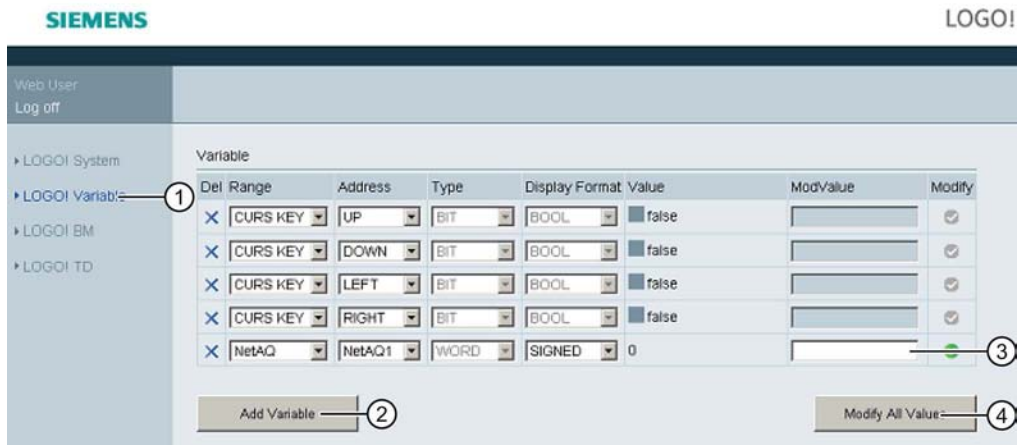 SIEMENS LOGO!
Web User
Log off
LOGO! System
LOGO! Variable
LOGO! BM
LOGO! TD
Variable
Del Range Address Type Display Format Value ModValue Modify
CURS KEY UP BIT BOOL false
CURS KEY DOWN BIT BOOL false
CURS KEY LEFT BIT BOOL false
CURS KEY RIGHT BIT BOOL false
NetAQ NetAQ1 WORD SIGNED 0
Add Variable
Modify All Values
1
2
3
4